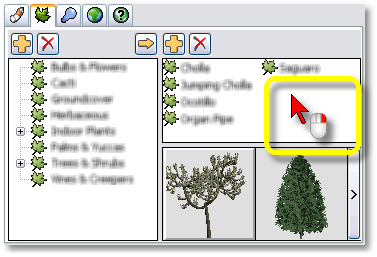 Bulbs & Flowers
Cacti
Groundcover
Herbaceous
Indoor Plants
Palms & Yuccas
Trees & Shrubs
Vines & Creepers
Cholla
Saguaro
Jumping Cholla
Ocotillo
Organ Pipe